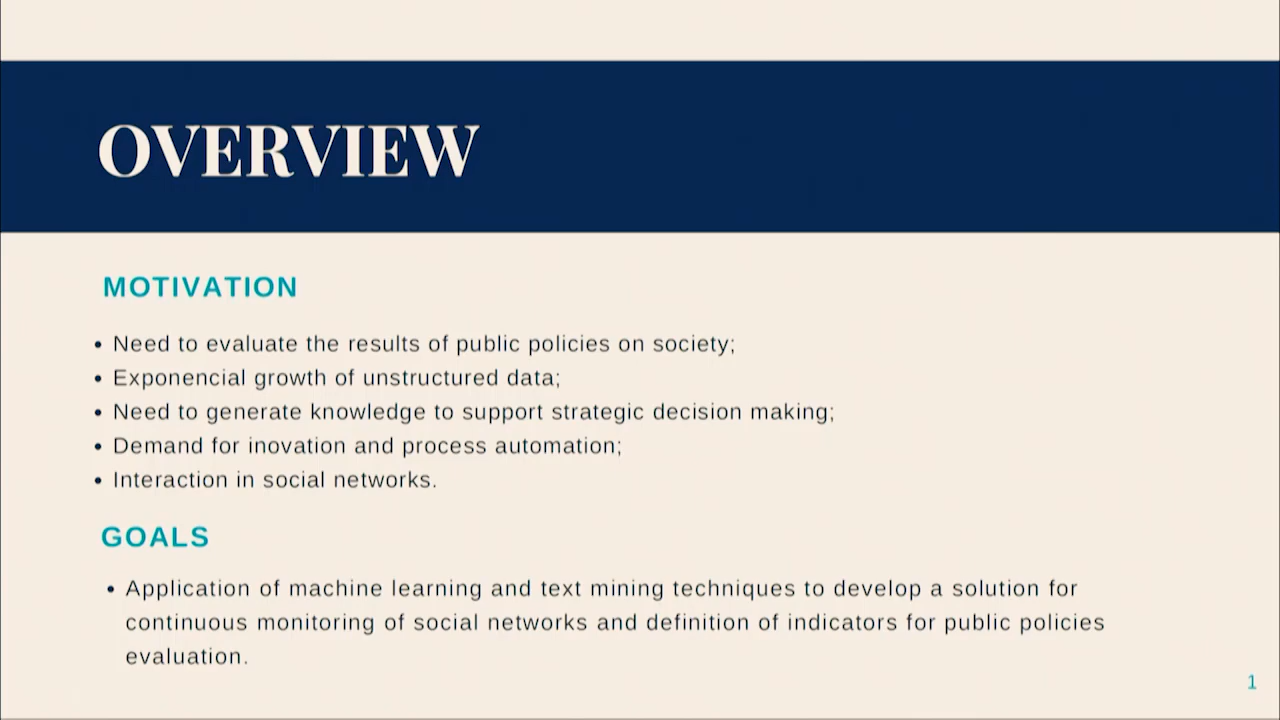 OVERVIEW
MOTIVATION
• Need to evaluate the results of public policies on society;
• Exponencial growth of unstructured data;
• Need to generate knowledge to support strategic decision making;
• Demand for inovation and process automation;
• Interaction in social networks.
GOALS
• Application of machine learning and text mining techniques to develop a solution for
continuous monitoring of social networks and definition of indicators for public policies
evaluation.
1